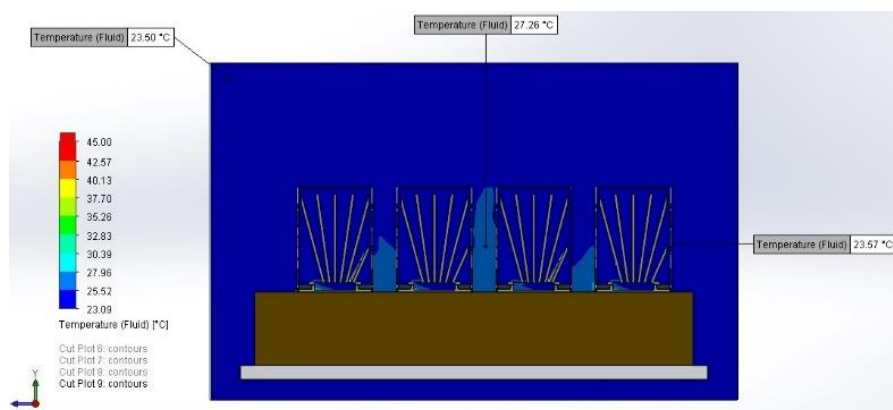 Temperature (Fluid) 27.26 °C
Temperature (Fluid) 23.50 °C
45.00
42.57
40.13
37.70
35.26
32.83
30.39
27.96
25.52
23.09
Temperature (Fluid) [°C]
Temperature (Fluid) 23.57 °C
Cut Plot 6: contours
Cut Plot 7: contours
Cut Plot 8: contours
Cut Plot 9: contours
Y